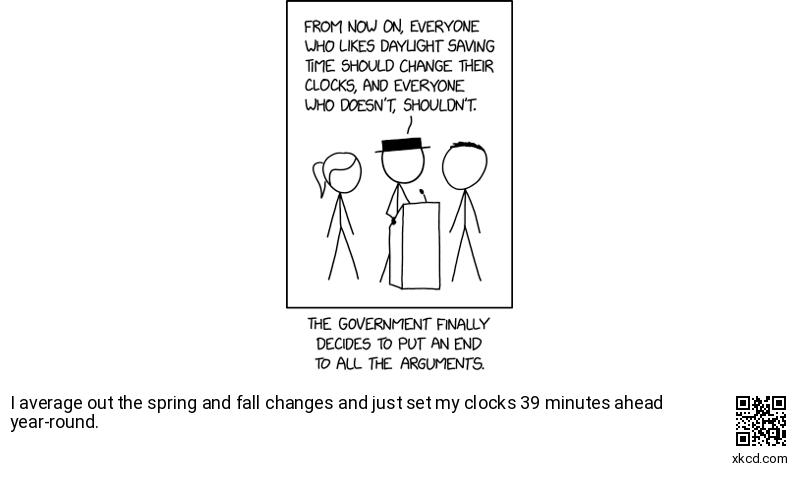 FROM NOW ON, EVERYONE
WHO LIKES DAYLIGHT SAVING
TIME SHOULD CHANGE THEIR
CLOCKS, AND EVERYONE
WHO DOESN'T, SHOULDN'T.
THE GOVERNMENT FINALLY
DECIDES TO PUT AN END
TO ALL THE ARGUMENTS.
I average out the spring and fall changes and just set my clocks 39 minutes ahead
year-round.
xkcd.com